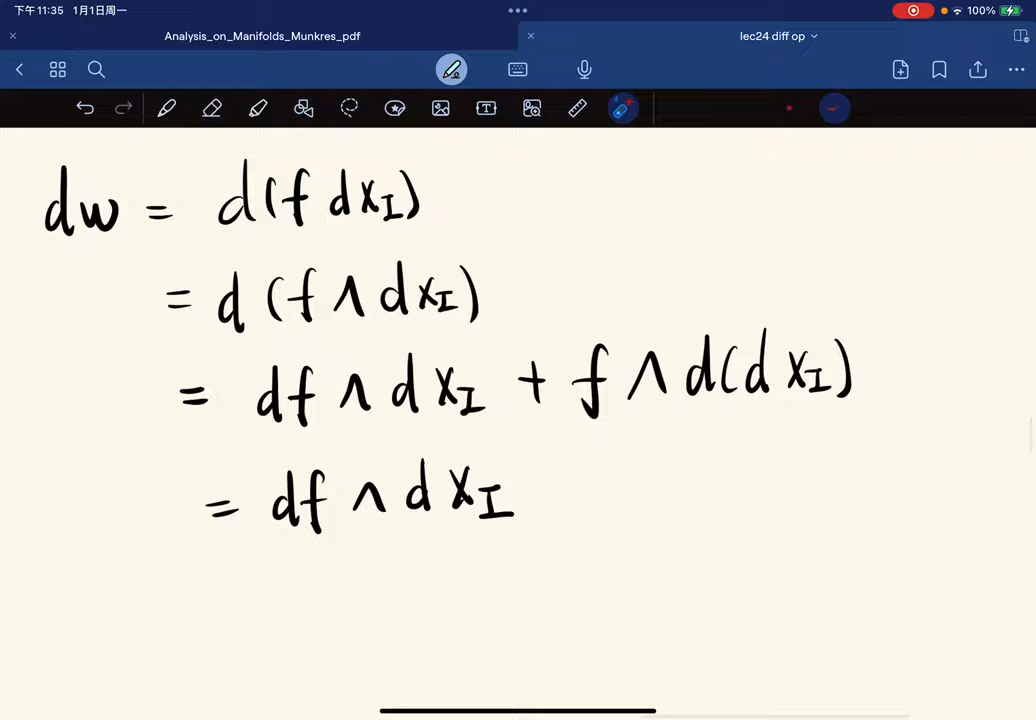 下午11:35 1月1日周一
100%
Analysis_on_Manifolds_Munkres_pdf
lec24 diff op
dw = d(f dx_I)
= d (f ∧ dx_I)
= df ∧ dx_I + f ∧ d(dx_I)
= df ∧ dx_I